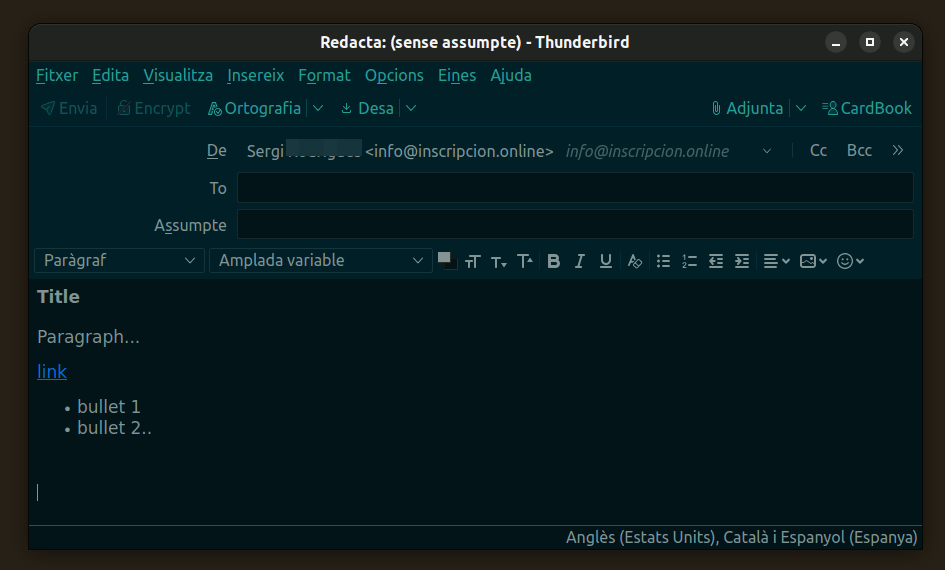 Redacta: (sense assumpte) - Thunderbird
Fitxer Edita Visualitza Insereix Format Opcions Eines Ajuda
Envia Encrypt Ortografia Desa Adjunta CardBook
De Sergi <info@inscripcion.online> info@inscripcion.online Cc Bcc
To
Assumpte
Paràgraf Amplada variable
Title
Paragraph...
link
• bullet 1
• bullet 2..
Anglès (Estats Units), Català i Espanyol (Espanya)